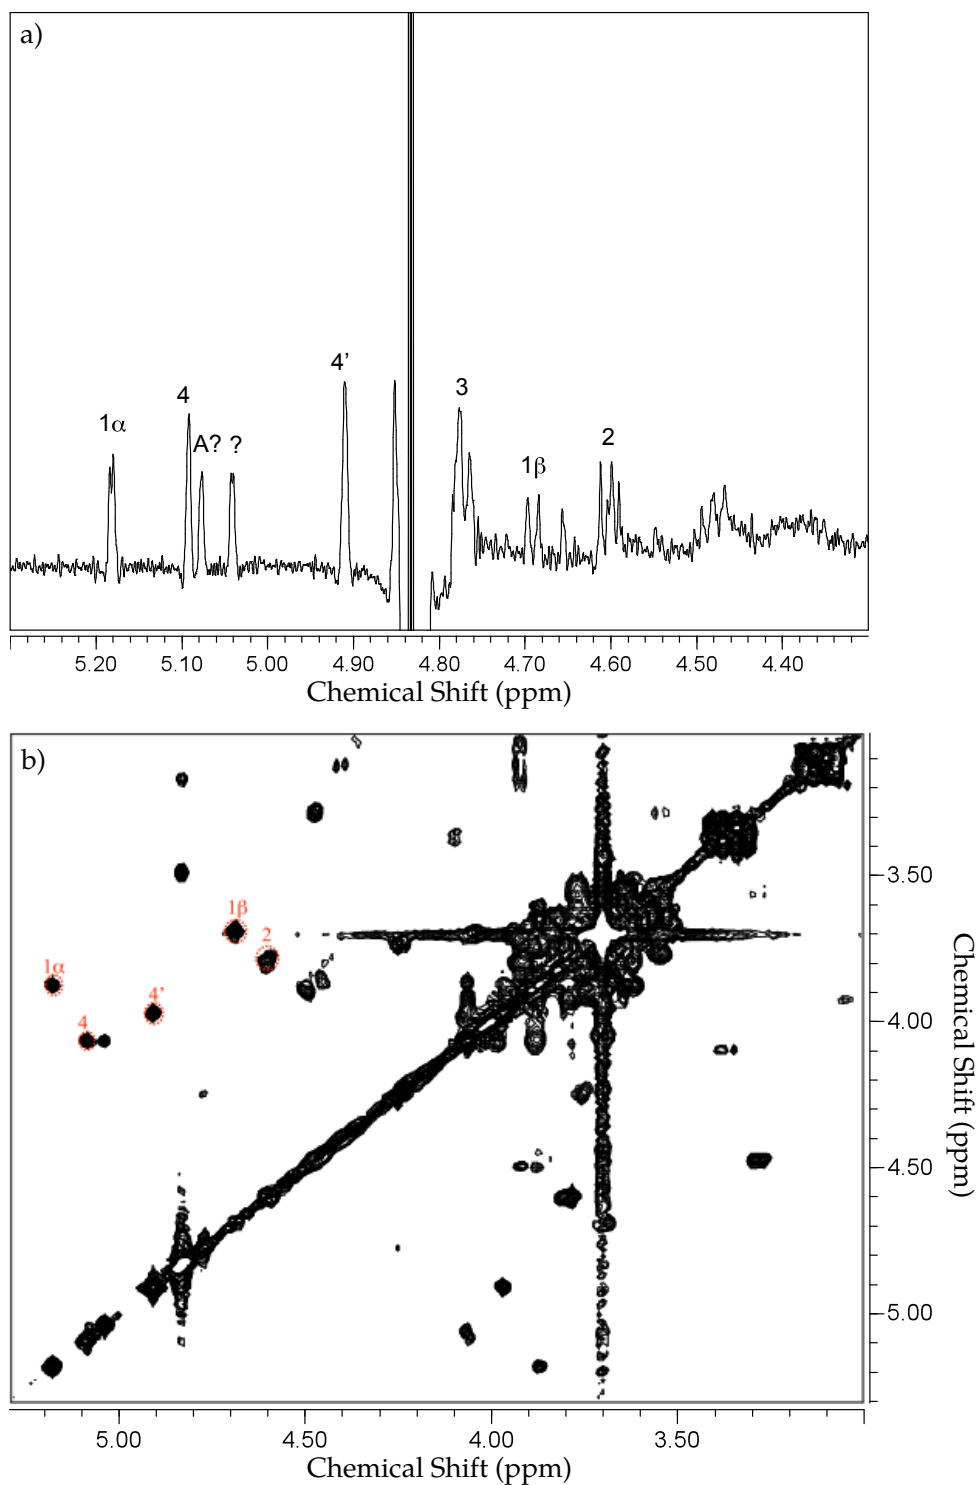 a)
4'
4
3
1α
A? ?
2
1β
5.20 5.10 5.00 4.90 4.80 4.70 4.60 4.50 4.40
Chemical Shift (ppm)
b)
3.50
1β
2
1α
4'
4
4.00
4.50
5.00
Chemical Shift (ppm)
5.00 4.50 4.00 3.50
Chemical Shift (ppm)